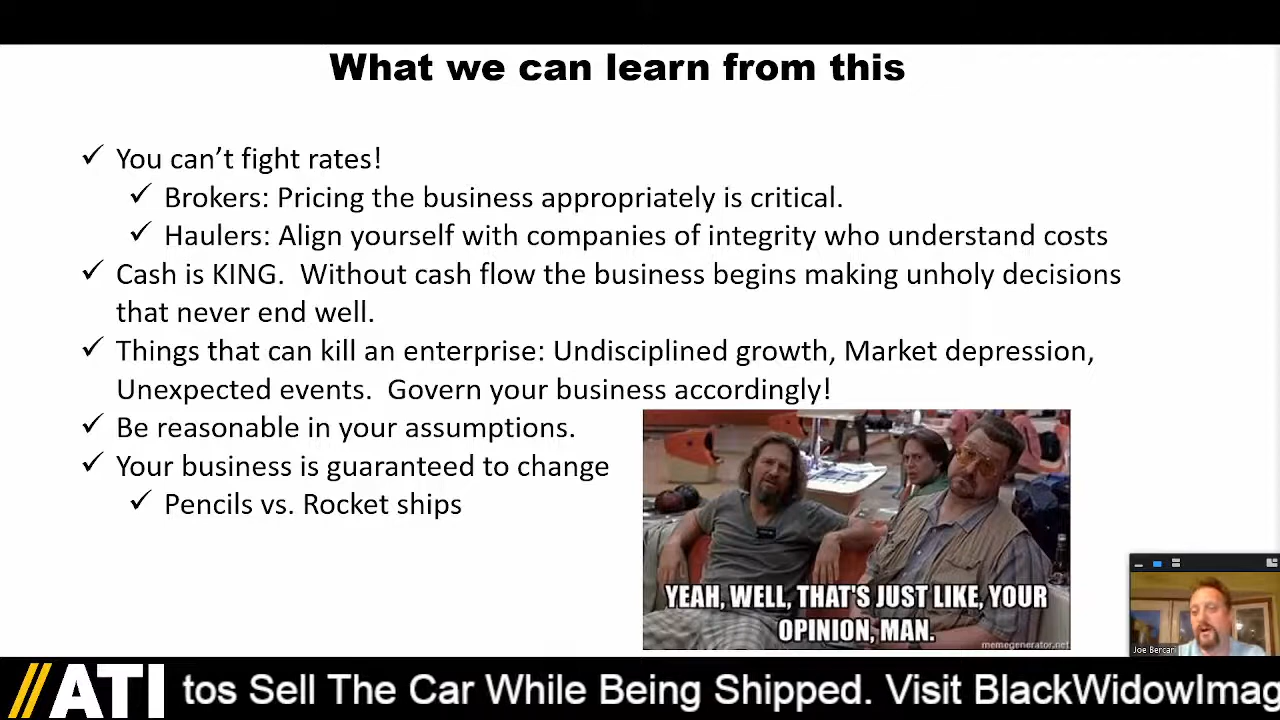 What we can learn from this
✓ You can't fight rates!
✓ Brokers: Pricing the business appropriately is critical.
✓ Haulers: Align yourself with companies of integrity who understand costs
✓ Cash is KING.  Without cash flow the business begins making unholy decisions
that never end well.
✓ Things that can kill an enterprise: Undisciplined growth, Market depression,
Unexpected events.  Govern your business accordingly!
✓ Be reasonable in your assumptions.
✓ Your business is guaranteed to change
✓ Pencils vs. Rocket ships
YEAH, WELL, THAT'S JUST LIKE, YOUR
OPINION, MAN.
memegenerator.net
Joe Bercari
//ATI
tos Sell The Car While Being Shipped. Visit BlackWidowImag